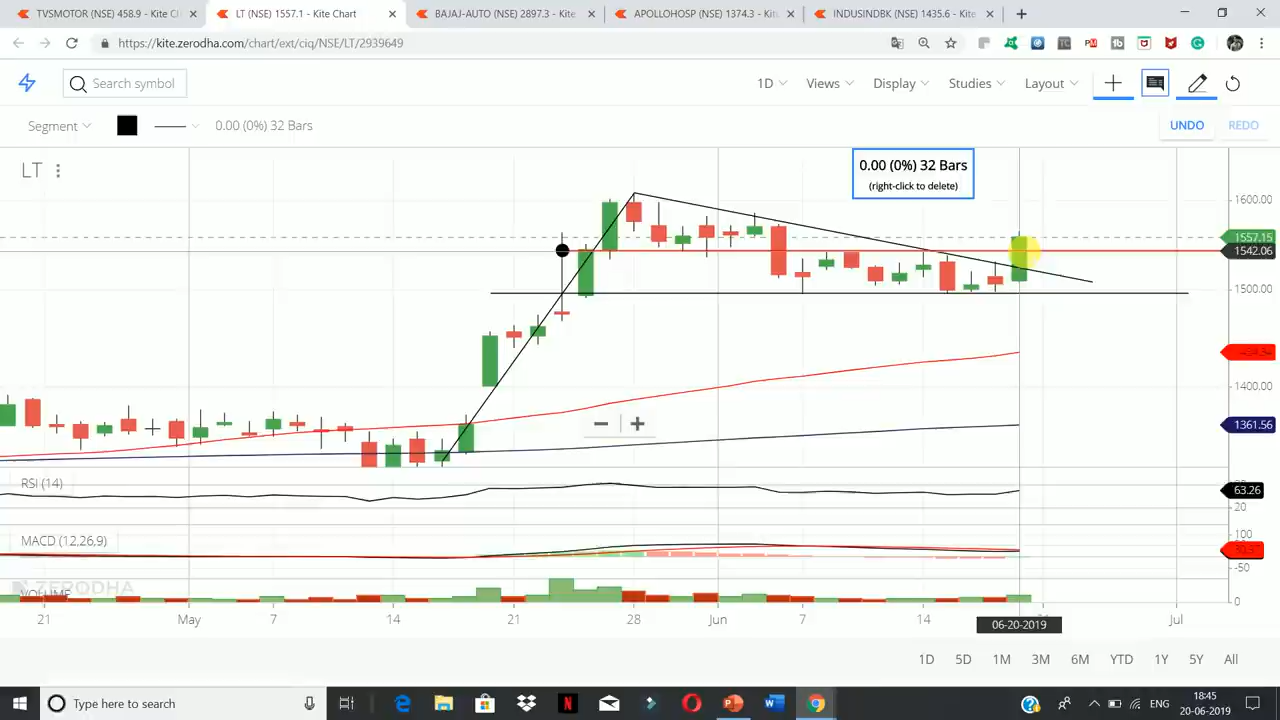 TVSMOTOR (NSE) 458.9 - Kite C
LT (NSE) 1557.1 - Kite Chart
BAJAJ-AUTO (NSE) 2897.3 - Kite
APOLLOHOSP (NSE) 1374.3 - Kite
INDUSINDBK (NSE) 1435.6 - Kite
https://kite.zerodha.com/chart/ext/ciq/NSE/LT/2939649
Search symbol
1D Views Display Studies Layout
Segment 0.00 (0%) 32 Bars
UNDO REDO
LT
0.00 (0%) 32 Bars
(right-click to delete)
1600.00
1557.15
1542.06
1500.00
1400.00
1361.56
RSI (14)
63.26
20
MACD (12,26,9)
100
-50
ZERODHA
VOLUME
0
21 May 7 14 21 28 Jun 7 14 Jul
06-20-2019
1D 5D 1M 3M 6M YTD 1Y 5Y All
Type here to search
ENG
18:45
20-06-2019